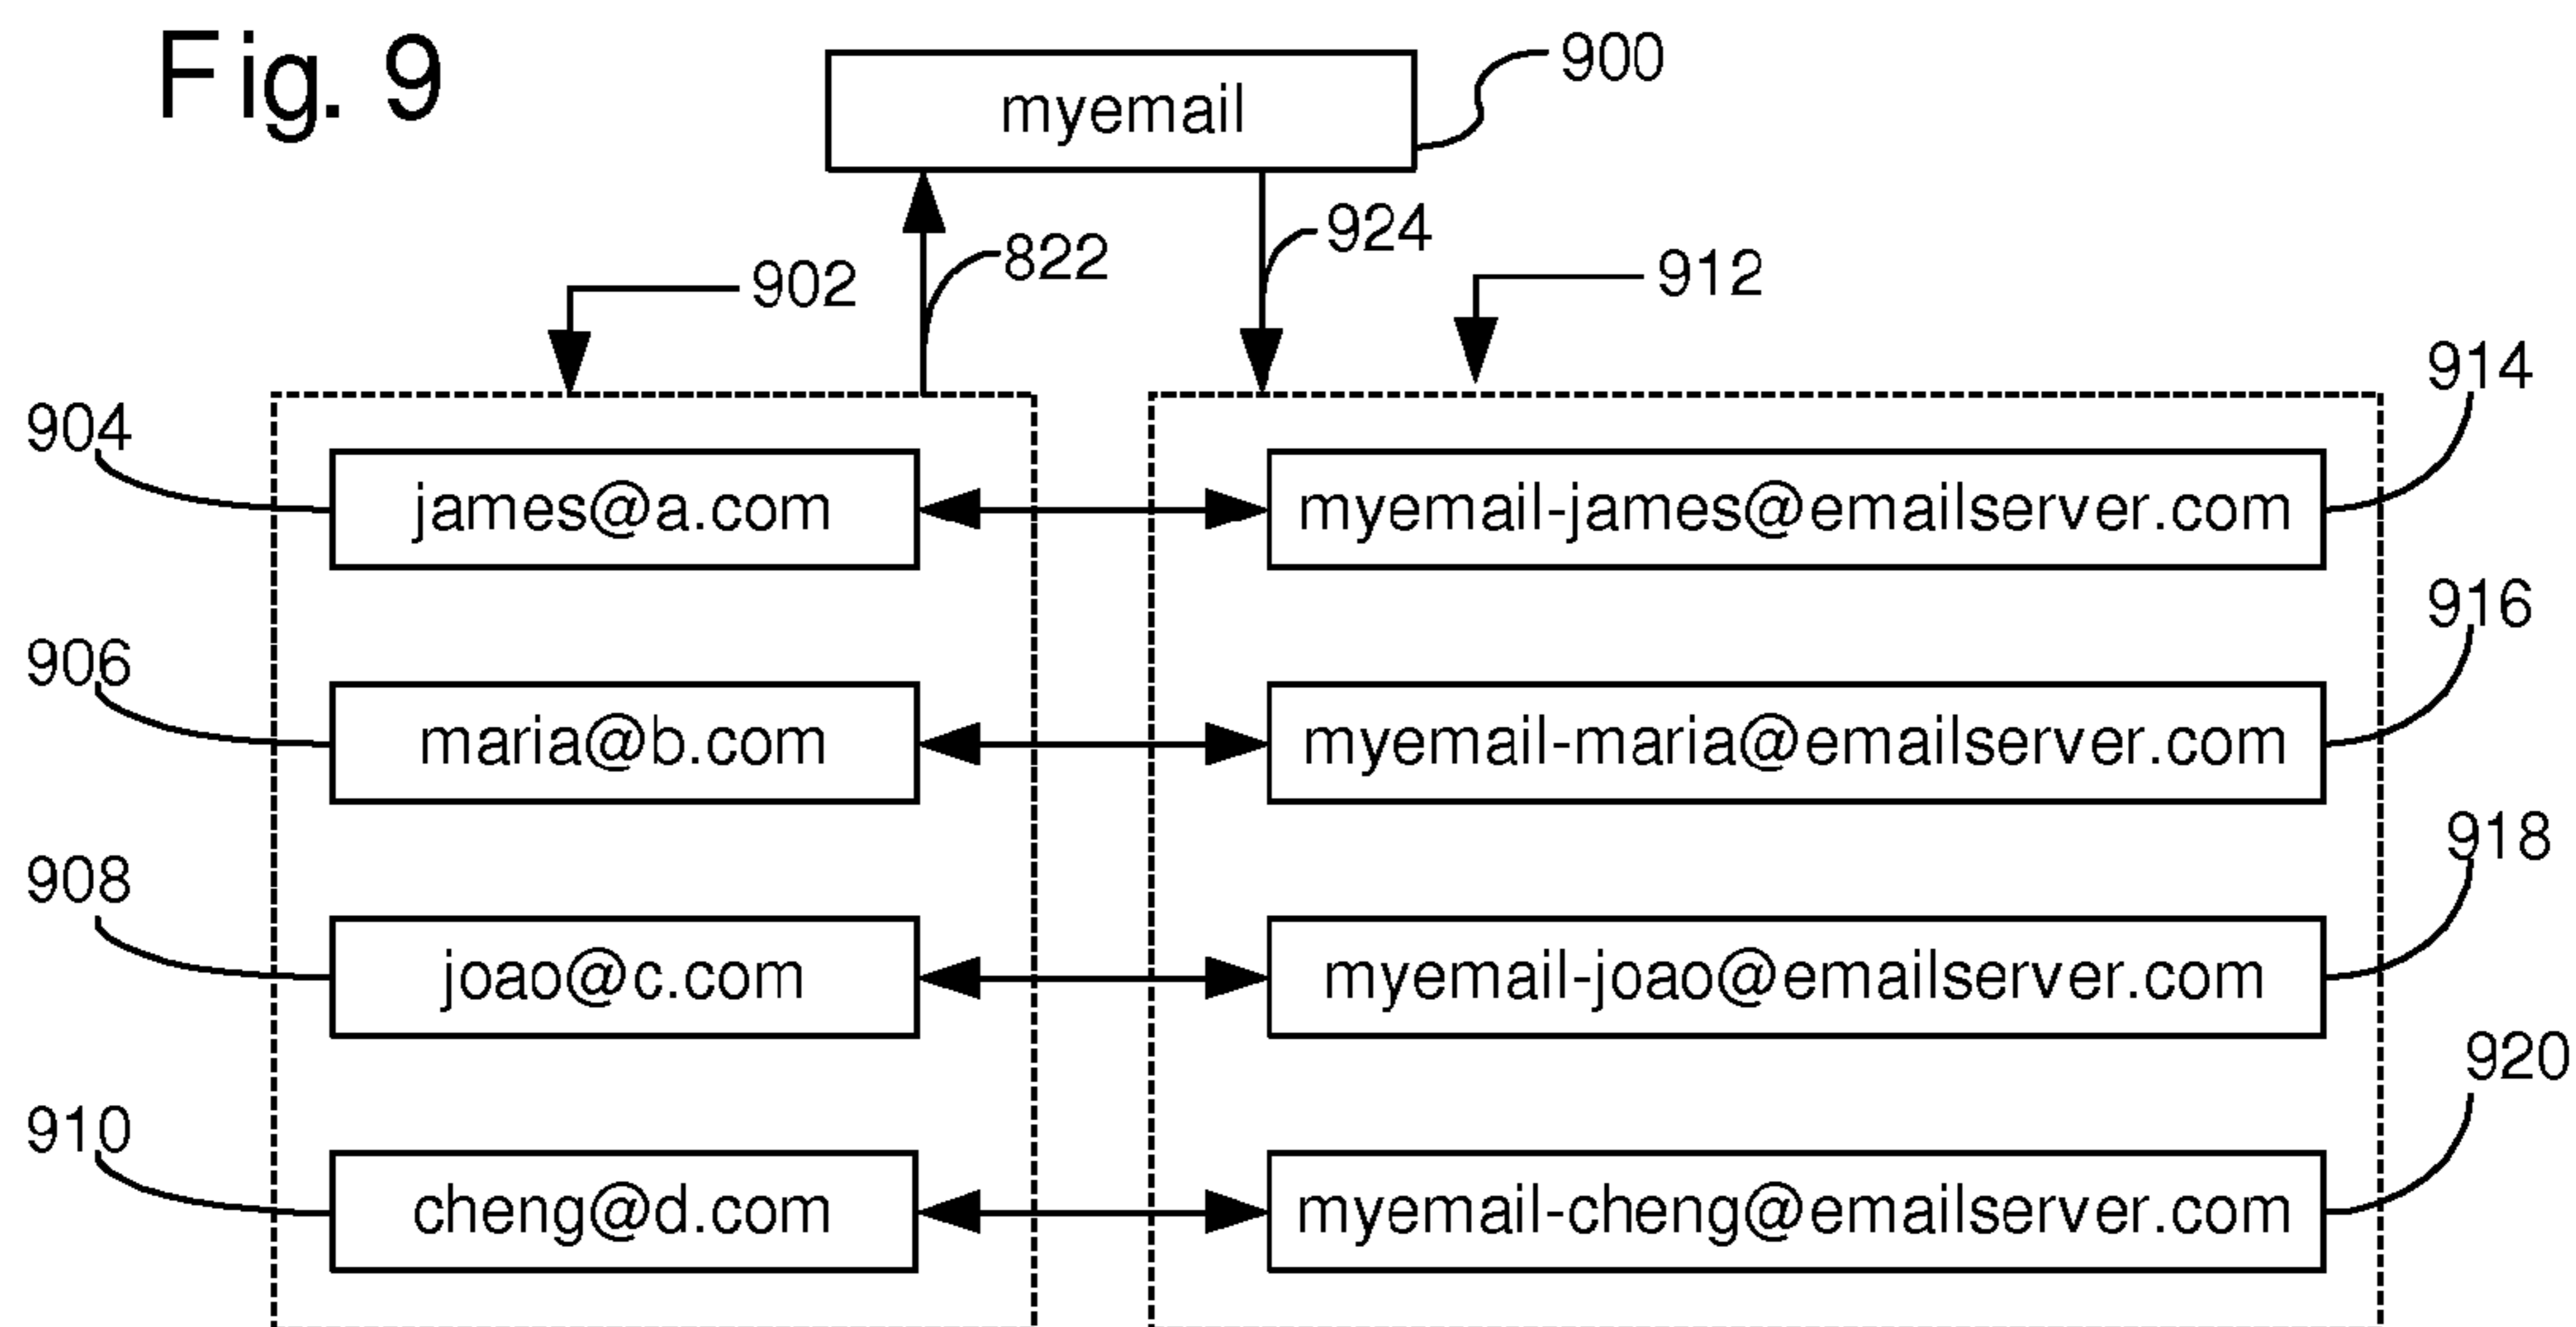 Fig. 9
myemail
900
924
822
902
912
914
904
james@a.com
myemail-james@emailserver.com
916
906
maria@b.com
myemail-maria@emailserver.com
918
908
joao@c.com
myemail-joao@emailserver.com
920
910
cheng@d.com
myemail-cheng@emailserver.com